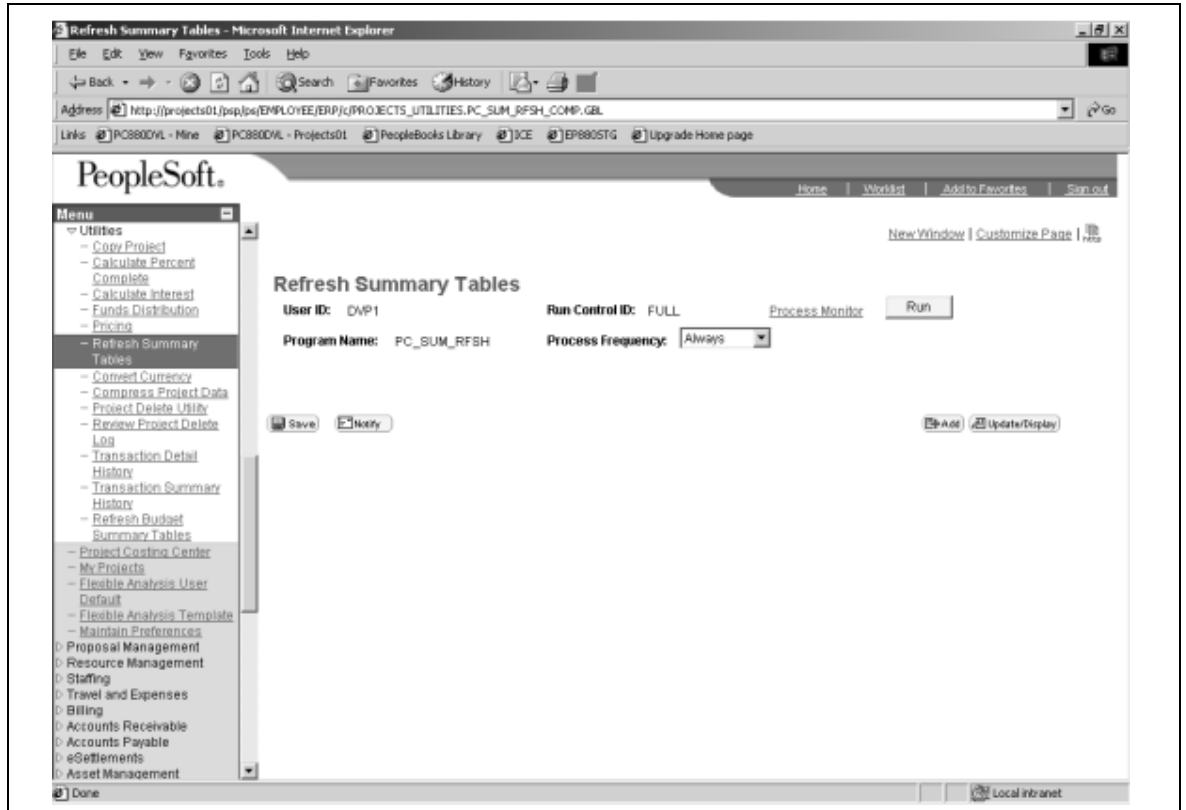 Refresh Summary Tables - Microsoft Internet Explorer
File Edit View Favorites Tools Help
Back Search Favorites History
Address http://projects01/psp/ps/EMPLOYEE/ERP/c/PROJECTS_UTILITIES.PC_SUM_RFSH_COMP.GBL Go
Links PC880DVL - Mine PC880DVL - Projects01 PeopleBooks Library ICE EP880STG Upgrade Home page
PeopleSoft.
Home | Worklist | Add to Favorites | Sign out
Menu
Utilities
– Copy Project
– Calculate Percent
Complete
– Calculate Interest
– Funds Distribution
– Pricing
– Refresh Summary
Tables
– Convert Currency
– Compress Project Data
– Project Delete Utility
– Review Project Delete
Log
– Transaction Detail
History
– Transaction Summary
History
– Refresh Budget
Summary Tables
– Project Costing Center
– My Projects
– Flexible Analysis User
Default
– Flexible Analysis Template
– Maintain Preferences
Proposal Management
Resource Management
Staffing
Travel and Expenses
Billing
Accounts Receivable
Accounts Payable
eSettlements
Asset Management
New Window | Customize Page |
Refresh Summary Tables
User ID: DVP1 Run Control ID: FULL Process Monitor Run
Program Name: PC_SUM_RFSH Process Frequency: Always
Save Notify Add Update/Display
Done Local intranet